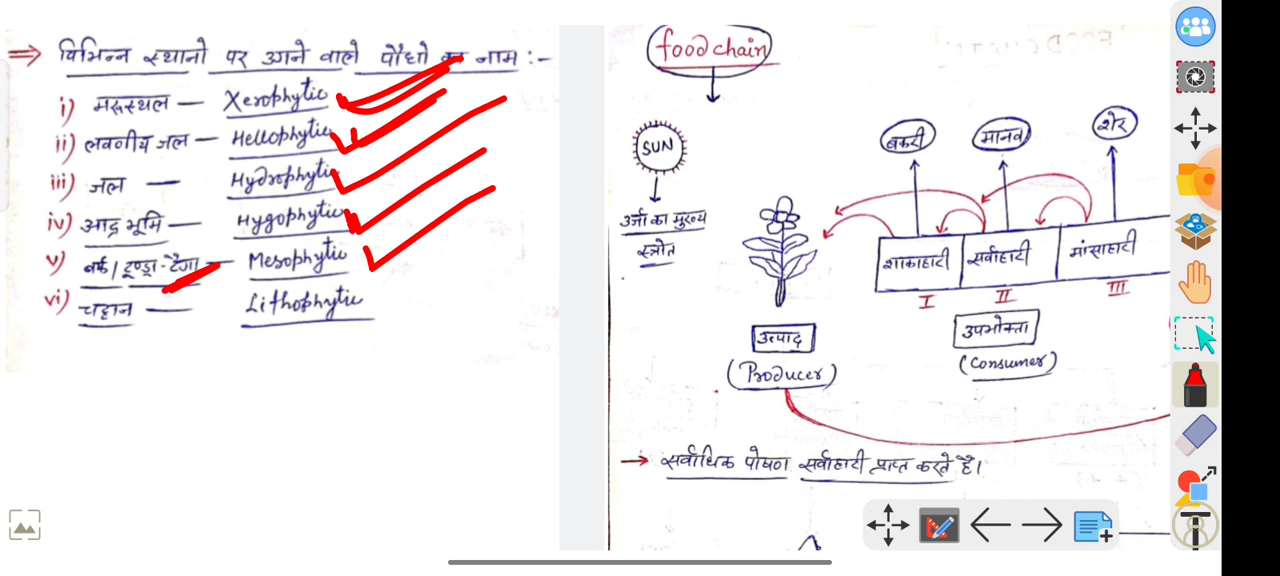 ⇒ विभिन्न स्थानो पर उगने वाले पौधो का नाम :-
i) मरूस्थल — Xerophytic
ii) लवणीय जल — Hellophytic
iii) जल — Hydrophytic
iv) आद्र भूमि — Hygophytic
v) बर्फ / टूण्ड्रा-टैगा — Mesophytic
vi) चट्टान — Lithophytic
food chain
SUN
उर्जा का मुख्य
स्त्रोत
बकरी
मानव
शेर
शाकाहारी
सर्वाहारी
मांसाहारी
I
II
III
उत्पाद
(Producer)
उपभोक्ता
(Consumer)
→ सर्वाधिक पोषण सर्वाहारी प्राप्त करते है।